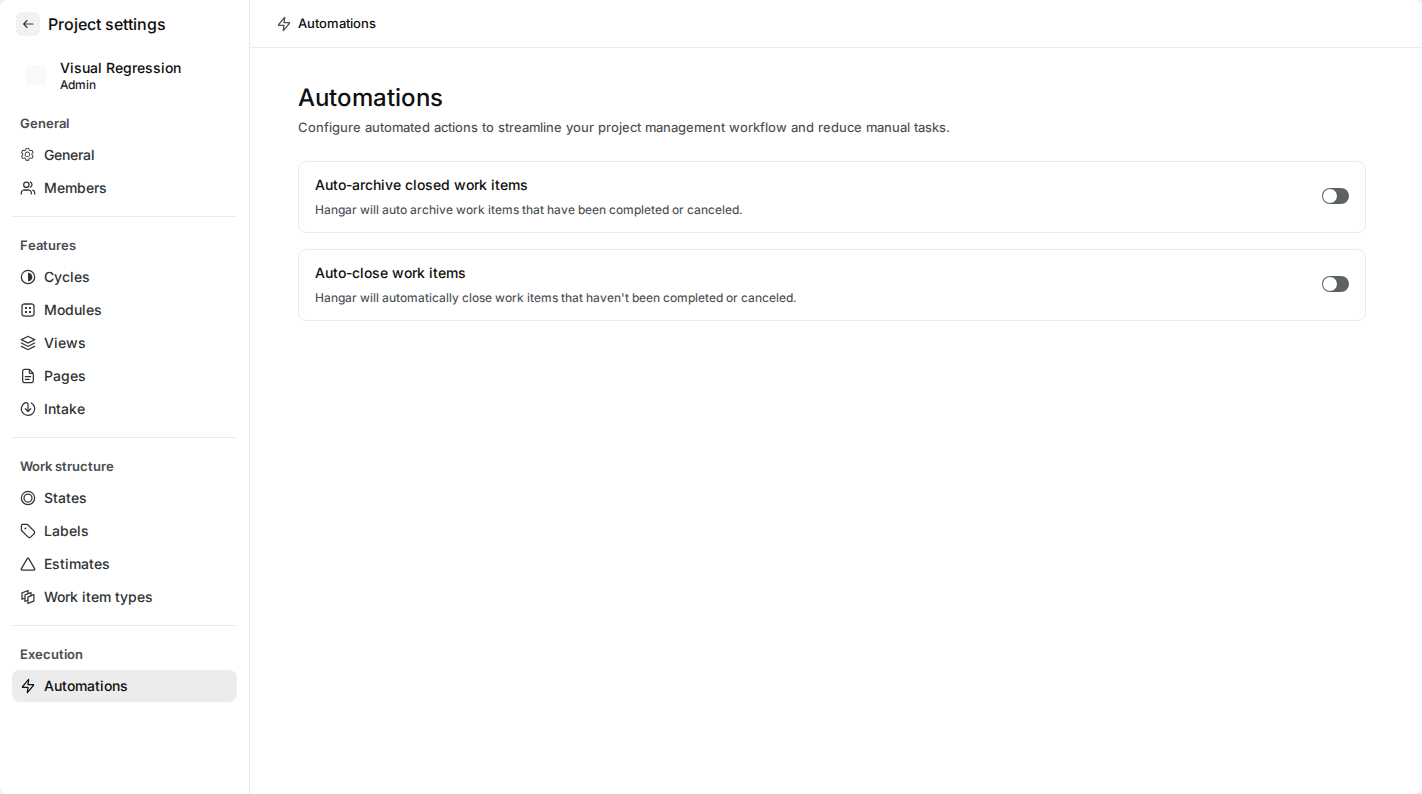 Project settings
Visual Regression
Admin
General
General
Members
Features
Cycles
Modules
Views
Pages
Intake
Work structure
States
Labels
Estimates
Work item types
Execution
Automations
Automations
Automations
Configure automated actions to streamline your project management workflow and reduce manual tasks.
Auto-archive closed work items
Hangar will auto archive work items that have been completed or canceled.
Auto-close work items
Hangar will automatically close work items that haven't been completed or canceled.